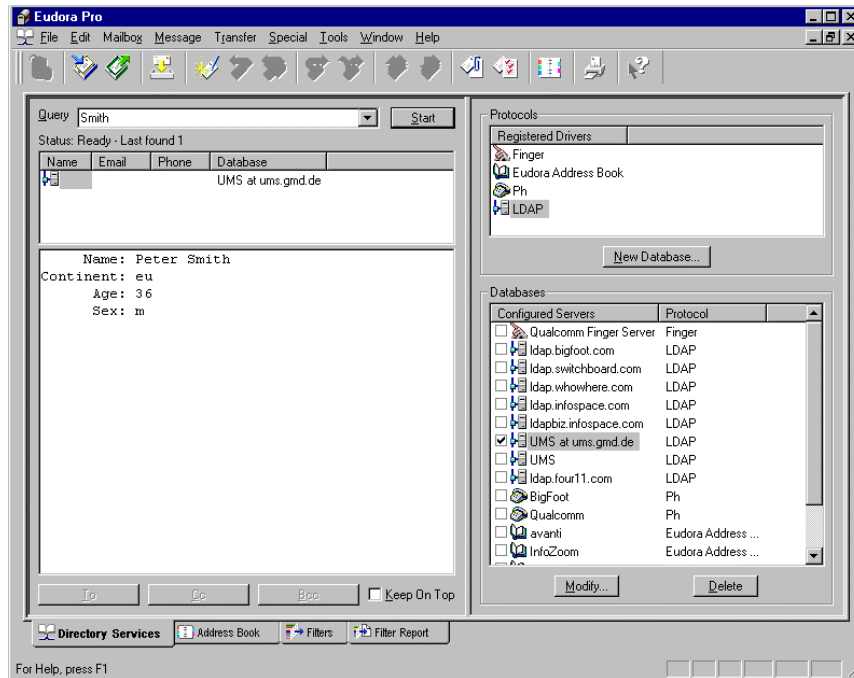 Eudora Pro
File Edit Mailbox Message Transfer Special Tools Window Help
Query Smith Start
Status: Ready - Last found 1
Name Email Phone Database
UMS at ums.gmd.de
Name: Peter Smith
Continent: eu
Age: 36
Sex: m
To Cc Bcc Keep On Top
Protocols
Registered Drivers
Finger
Eudora Address Book
Ph
LDAP
New Database...
Databases
Configured Servers Protocol
Qualcomm Finger Server Finger
ldap.bigfoot.com LDAP
ldap.switchboard.com LDAP
ldap.whowhere.com LDAP
ldap.infospace.com LDAP
ldapbiz.infospace.com LDAP
UMS at ums.gmd.de LDAP
UMS LDAP
ldap.four11.com LDAP
BigFoot Ph
Qualcomm Ph
avanti Eudora Address ...
InfoZoom Eudora Address ...
Modify... Delete
Directory Services Address Book Filters Filter Report
For Help, press F1